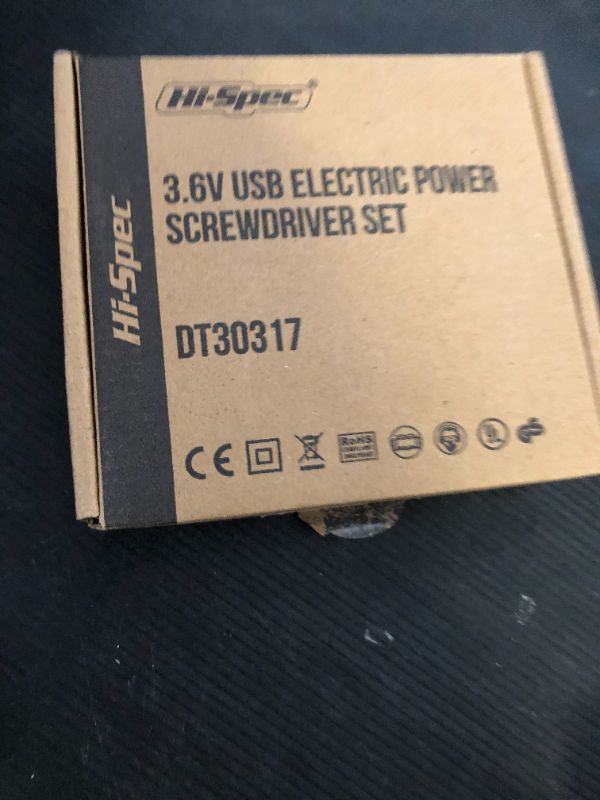 Hi-Spec®
3.6V USB ELECTRIC POWER
SCREWDRIVER SET
Hi-Spec
DT30317
CE
RoHS